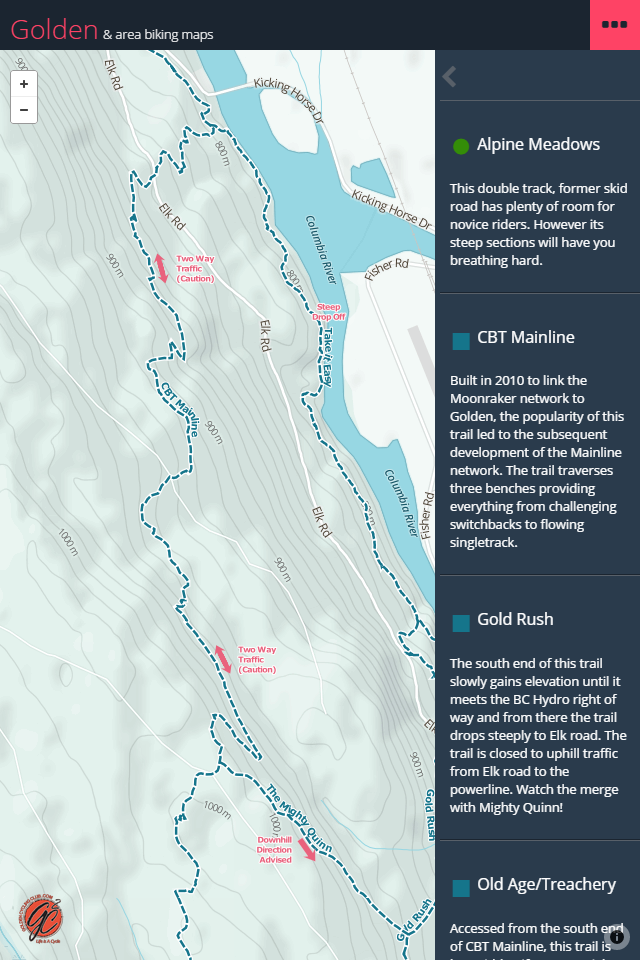 Golden & area biking maps
+
−
Elk Rd
Kicking Horse Dr
800 m
Elk Rd
Kicking Horse Dr
Columbia River
900 m
Two Way
Traffic
(Caution)
Fisher Rd
800 m
Steep
Drop Off
Elk Rd
Take it Easy
CBT Mainline
900 m
Columbia River
Fisher Rd
Elk Rd
1000 m
900 m
Two Way
Traffic
(Caution)
900 m
1000 m
The Mighty Quinn
Gold Rush
Downhill
Direction
Advised
Gold Rush
Life is A Cycle
Alpine Meadows
This double track, former skid
road has plenty of room for
novice riders. However its
steep sections will have you
breathing hard.
CBT Mainline
Built in 2010 to link the
Moonraker network to
Golden, the popularity of this
trail led to the subsequent
development of the Mainline
network. The trail traverses
three benches providing
everything from challenging
switchbacks to flowing
singletrack.
Gold Rush
The south end of this trail
slowly gains elevation until it
meets the BC Hydro right of
way and from there the trail
drops steeply to Elk road. The
trail is closed to uphill traffic
from Elk road to the
powerline. Watch the merge
with Mighty Quinn!
Old Age/Treachery
Accessed from the south end
of CBT Mainline, this trail is